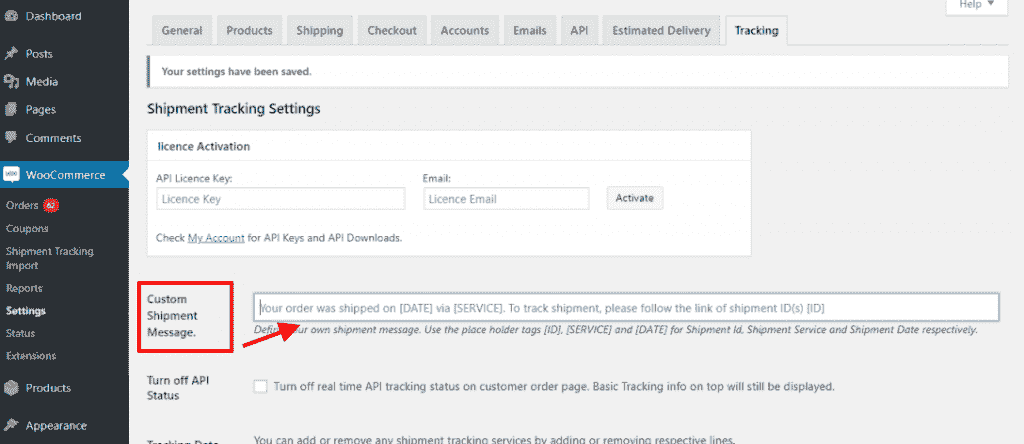 Dashboard
Posts
Media
Pages
Comments
WooCommerce
Orders 62
Coupons
Shipment Tracking
Import
Reports
Settings
Status
Extensions
Products
Appearance
Help
General Products Shipping Checkout Accounts Emails API Estimated Delivery Tracking
Your settings have been saved.
Shipment Tracking Settings
licence Activation
API Licence Key: Email:
Licence Key Licence Email Activate
Check My Account for API Keys and API Downloads.
Custom
Shipment
Message.
Your order was shipped on [DATE] via [SERVICE]. To track shipment, please follow the link of shipment ID(s) [ID]
your own shipment message. Use the place holder tags [ID], [SERVICE] and [DATE] for Shipment Id, Shipment Service and Shipment Date respectively.
Turn off API
Status
Turn off real time API tracking status on customer order page. Basic Tracking info on top will still be displayed.
You can add or remove any shipment tracking services by adding or removing respective lines.